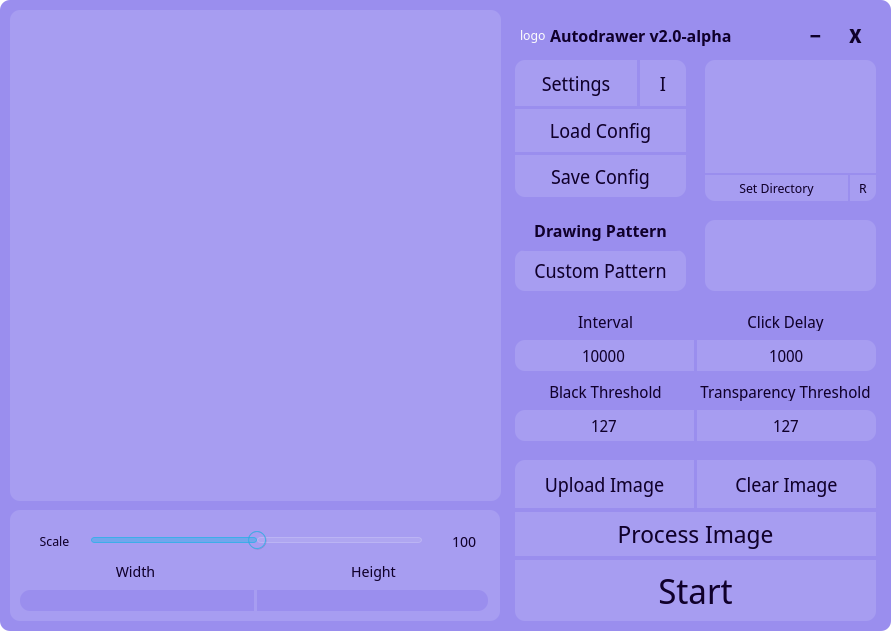 logo Autodrawer v2.0-alpha – X
Settings I
Load Config
Save Config
Set Directory R
Drawing Pattern
Custom Pattern
Interval Click Delay
10000 1000
Black Threshold Transparency Threshold
127 127
Upload Image Clear Image
Process Image
Start
Scale 100
Width Height